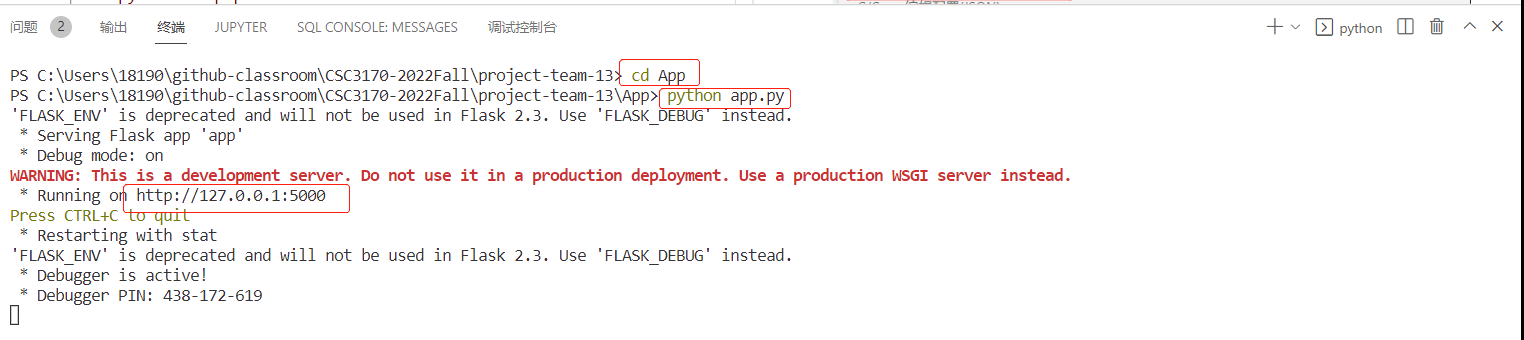 问题 2 输出 终端 JUPYTER SQL CONSOLE: MESSAGES 调试控制台 python
PS C:\Users\18190\github-classroom\CSC3170-2022Fall\project-team-13> cd App
PS C:\Users\18190\github-classroom\CSC3170-2022Fall\project-team-13\App> python app.py
'FLASK_ENV' is deprecated and will not be used in Flask 2.3. Use 'FLASK_DEBUG' instead.
 * Serving Flask app 'app'
 * Debug mode: on
WARNING: This is a development server. Do not use it in a production deployment. Use a production WSGI server instead.
 * Running on http://127.0.0.1:5000
Press CTRL+C to quit
 * Restarting with stat
'FLASK_ENV' is deprecated and will not be used in Flask 2.3. Use 'FLASK_DEBUG' instead.
 * Debugger is active!
 * Debugger PIN: 438-172-619